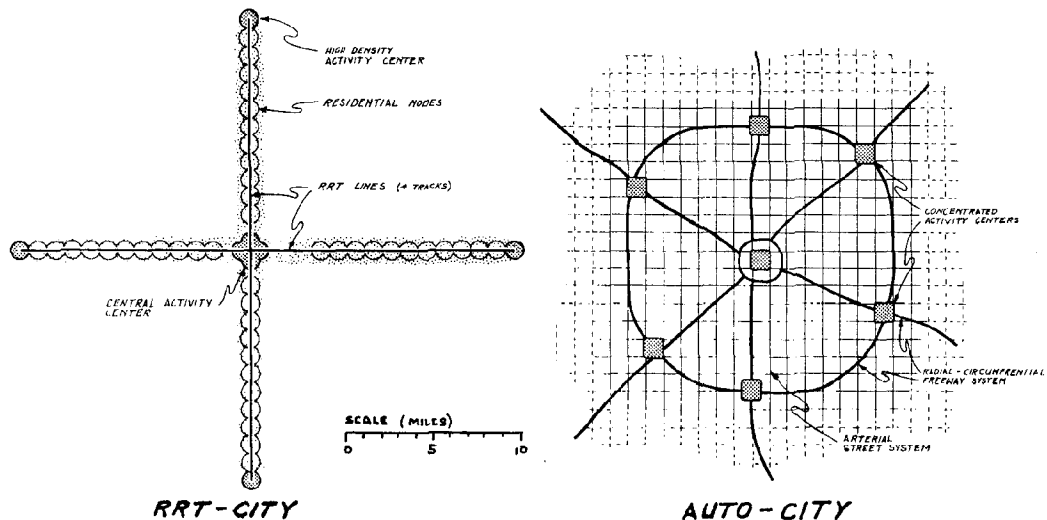 HIGH DENSITY
ACTIVITY CENTER
RESIDENTIAL NODES
RRT LINES (4 TRACKS)
CENTRAL ACTIVITY
CENTER
SCALE (MILES)
0 5 10
RRT-CITY
CONCENTRATED
ACTIVITY CENTERS
RADIAL-CIRCUMFRENTIAL
FREEWAY SYSTEM
ARTERIAL
STREET SYSTEM
AUTO-CITY